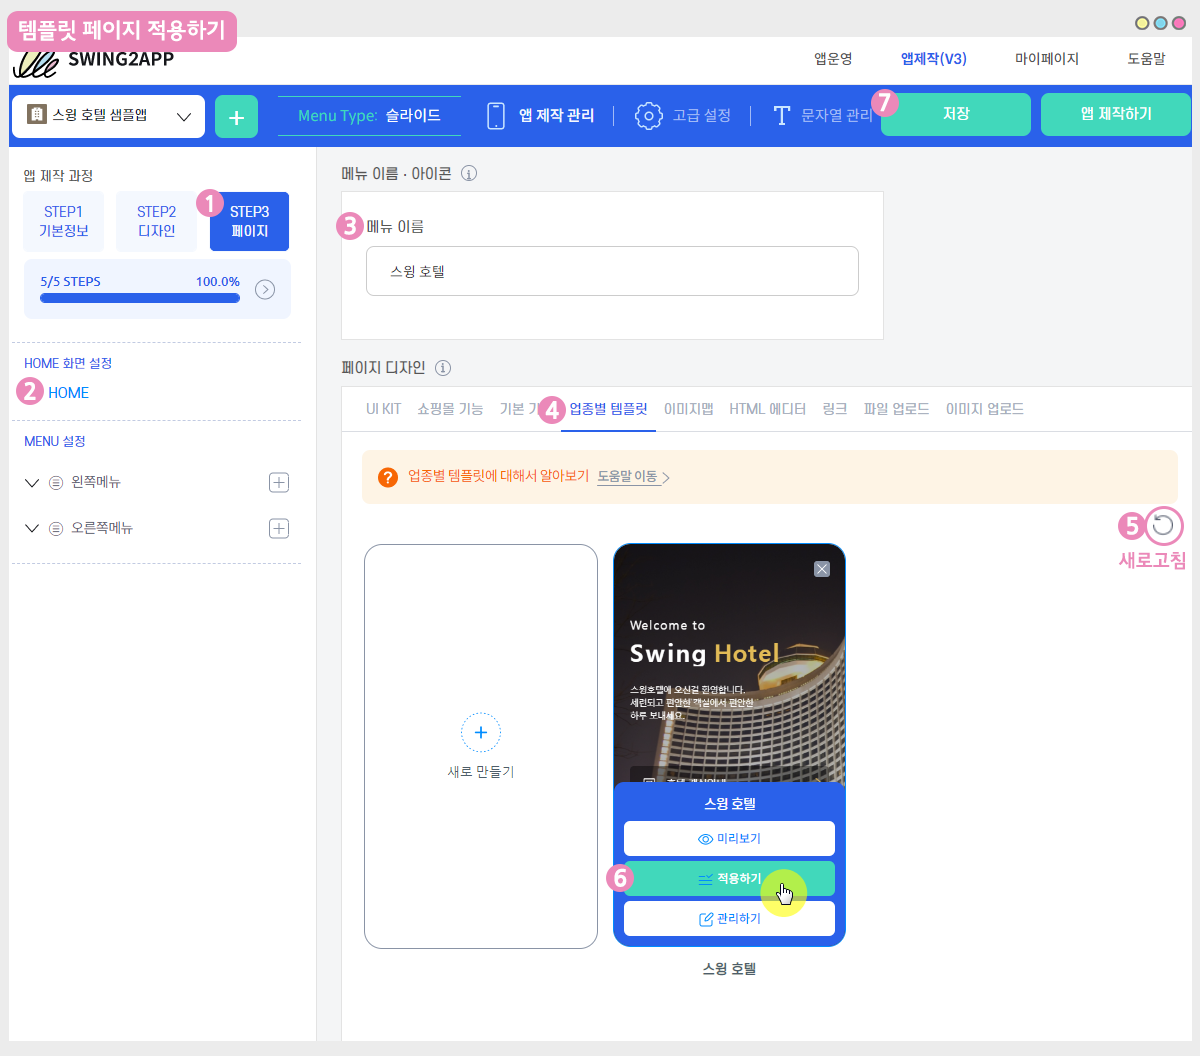 템플릿 페이지 적용하기
SWING2APP
앱운영
앱제작(V3)
마이페이지
도움말
스윙 호텔 샘플앱
+
Menu Type: 슬라이드
앱 제작 관리
고급 설정
문자열 관리
7
저장
앱 제작하기
앱 제작 과정
STEP1
기본정보
STEP2
디자인
1
STEP3
페이지
5/5 STEPS
100.0%
HOME 화면 설정
2 HOME
MENU 설정
왼쪽메뉴
오른쪽메뉴
메뉴 이름 · 아이콘
3 메뉴 이름
스윙 호텔
페이지 디자인
UI KIT
쇼핑몰 기능
기본 기
4 업종별 템플릿
이미지맵
HTML 에디터
링크
파일 업로드
이미지 업로드
? 업종별 템플릿에 대해서 알아보기 도움말 이동
5
새로고침
새로 만들기
Welcome to
Swing Hotel
스윙호텔에 오신걸 환영합니다.
세련되고 편안한 객실에서 편안한
하루 보내세요.
스윙 호텔
미리보기
6 적용하기
관리하기
스윙 호텔